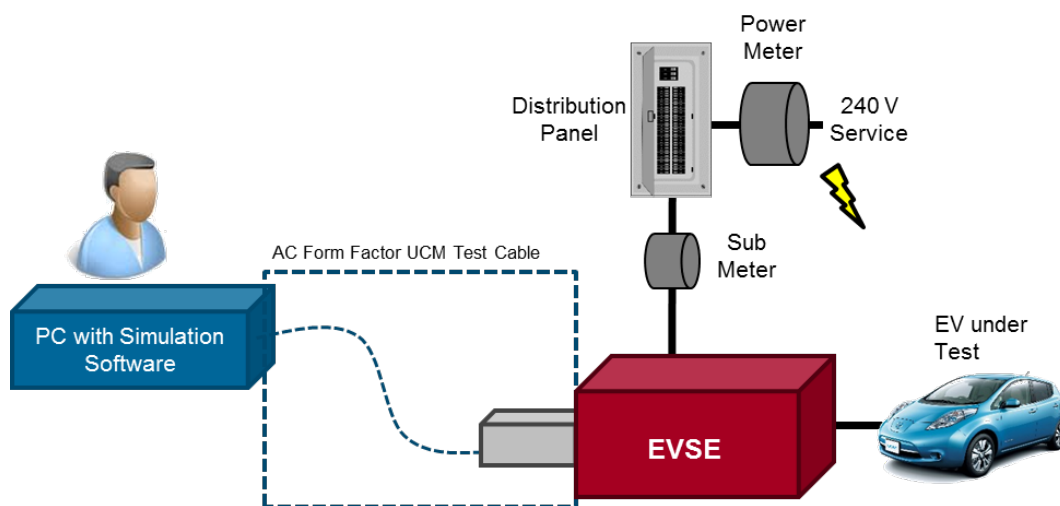 Power
Meter
Distribution
Panel
240 V
Service
AC Form Factor UCM Test Cable
Sub
Meter
PC with Simulation
Software
EV under
Test
EVSE